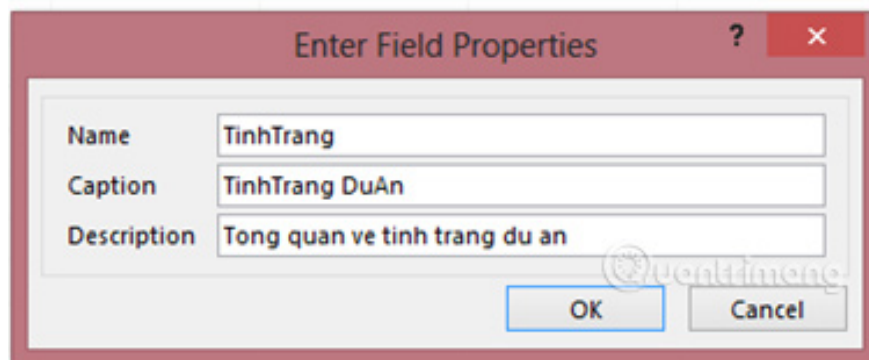 Enter Field Properties ? ×
Name TinhTrang
Caption TinhTrang DuAn
Description Tong quan ve tinh trang du an
Quantrimang
OK Cancel